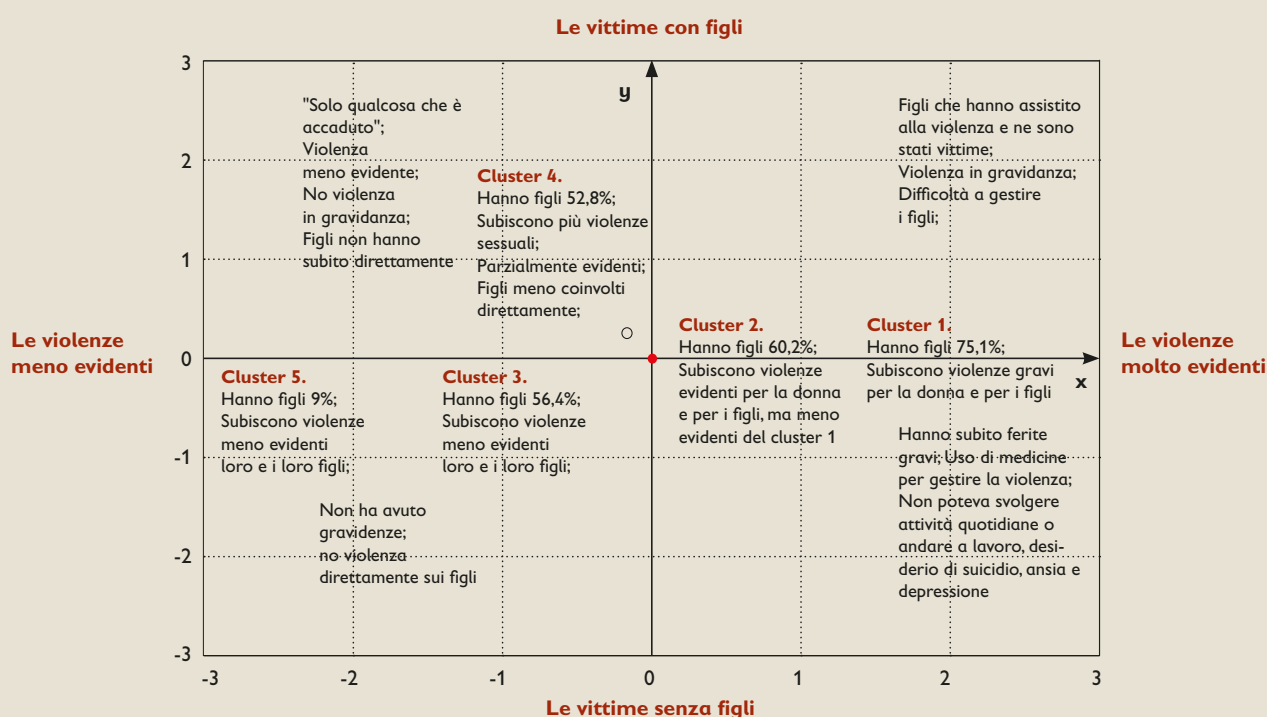 Le vittime con figli
3
y
"Solo qualcosa che è
accaduto";
Violenza
meno evidente;
No violenza
in gravidanza;
Figli non hanno
subito direttamente
Cluster 4.
Hanno figli 52,8%;
Subiscono più violenze
sessuali;
Parzialmente evidenti;
Figli meno coinvolti
direttamente;
Figli che hanno assistito
alla violenza e ne sono
stati vittime;
Violenza in gravidanza;
Difficoltà a gestire
i figli;
2
1
Le violenze
meno evidenti
0
Cluster 2.
Hanno figli 60,2%;
Subiscono violenze
evidenti per la donna
e per i figli, ma meno
evidenti del cluster 1
Cluster 1.
Hanno figli 75,1%;
Subiscono violenze gravi
per la donna e per i figli
x
Le violenze
molto evidenti
Cluster 5.
Hanno figli 9%;
Subiscono violenze
meno evidenti
loro e i loro figli;
Cluster 3.
Hanno figli 56,4%;
Subiscono violenze
meno evidenti
loro e i loro figli;
Hanno subito ferite
gravi; Uso di medicine
per gestire la violenza;
Non poteva svolgere
attività quotidiane o
andare a lavoro, desi-
derio di suicidio, ansia e
depressione
-1
Non ha avuto
gravidenze;
no violenza
direttamente sui figli
-2
-3
-3 -2 -1 0 1 2 3
Le vittime senza figli